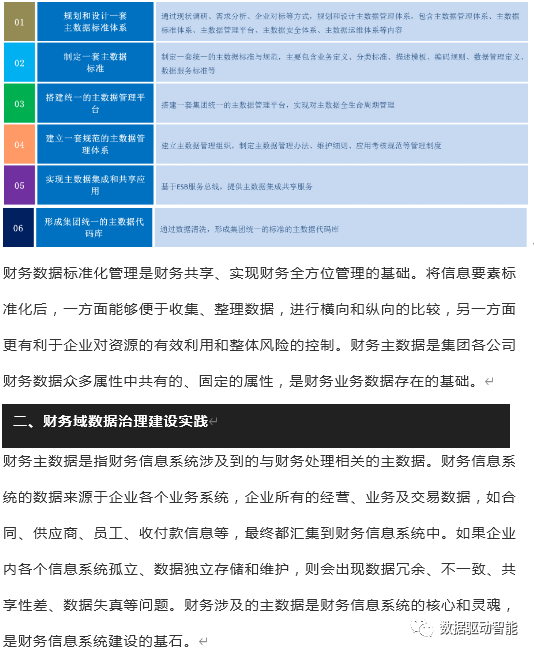 01
规划和设计一套
主数据标准体系
通过现状调研、需求分析、企业对标等方式，规划和设计主数据管理体系，包含主数据管理体系、主数据
标准体系、主数据管理平台、主数据安全体系、主数据运维体系等内容
02
制定一套主数据
标准
制定一套统一的主数据标准与规范，主要包含业务定义、分类标准、描述模板、编码规则、数据管理定义、
数据服务标准等
03
搭建统一的主数据管理平
台
搭建一套集团统一的主数据管理平台，实现对主数据全生命周期管理
04
建立一套规范的主数据管
理体系
建立主数据管理组织、制定主数据管理办法、维护细则、应用考核规范等管理制度
05
实现主数据集成和共享应
用
基于ESB服务总线，提供主数据集成共享服务
06
形成集团统一的主数据代
码库
通过数据清洗，形成集团统一的标准的主数据代码库
财务数据标准化管理是财务共享、实现财务全方位管理的基础。将信息要素标
准化后，一方面能够便于收集、整理数据，进行横向和纵向的比较，另一方面
更有利于企业对资源的有效利用和整体风险的控制。财务主数据是集团各公司
财务数据众多属性中共有的、固定的属性，是财务业务数据存在的基础。
二、财务域数据治理建设实践
财务主数据是指财务信息系统涉及到的与财务处理相关的主数据。财务信息系
统的数据来源于企业各个业务系统，企业所有的经营、业务及交易数据，如合
同、供应商、员工、收付款信息等，最终都汇集到财务信息系统中。如果企业
内各个信息系统孤立、数据独立存储和维护，则会出现数据冗余、不一致、共
享性差、数据失真等问题。财务涉及的主数据是财务信息系统的核心和灵魂，
是财务信息系统建设的基石。
数据驱动智能